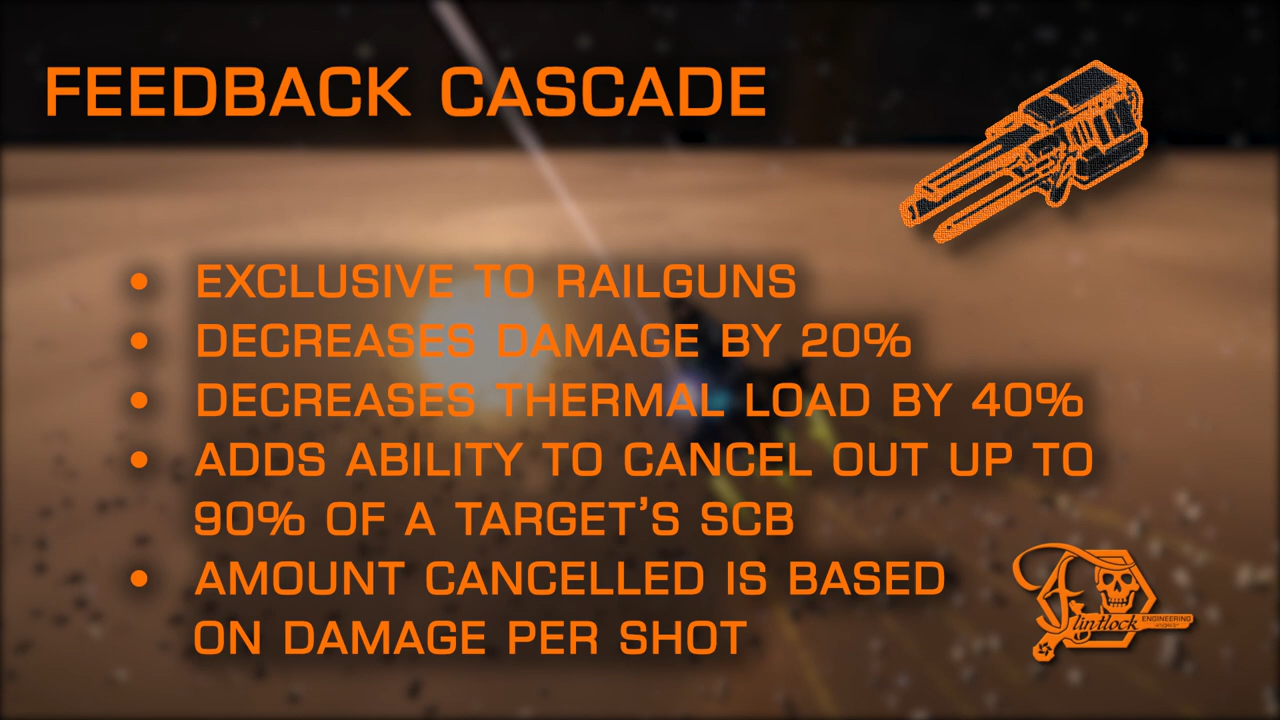 FEEDBACK CASCADE
• EXCLUSIVE TO RAILGUNS
• DECREASES DAMAGE BY 20%
• DECREASES THERMAL LOAD BY 40%
• ADDS ABILITY TO CANCEL OUT UP TO
90% OF A TARGET'S SCB
• AMOUNT CANCELLED IS BASED
ON DAMAGE PER SHOT
Flintlock
ENGINEERING